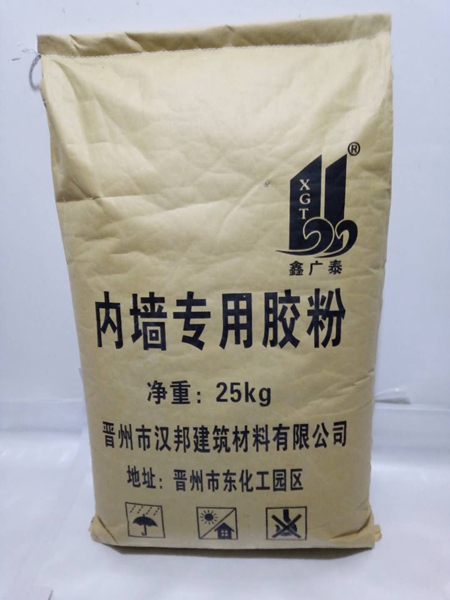 ®
XGT
鑫广泰
内墙专用胶粉
净重：25kg
晋州市汉邦建筑材料有限公司
地址：晋州市东化工园区